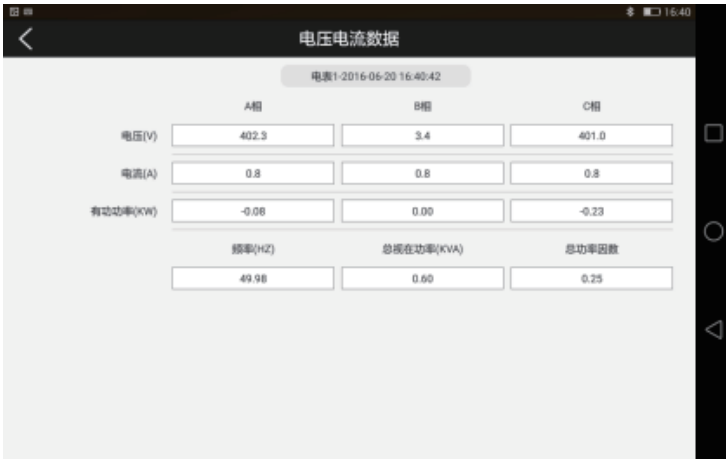 16:40
电压电流数据
电表1-2016-06-20 16:40:42
A相 B相 C相
电压(V) 402.3 3.4 401.0
电流(A) 0.8 0.8 0.8
有功功率(KW) -0.08 0.00 -0.23
频率(HZ) 总视在功率(KVA) 总功率因数
49.98 0.60 0.25